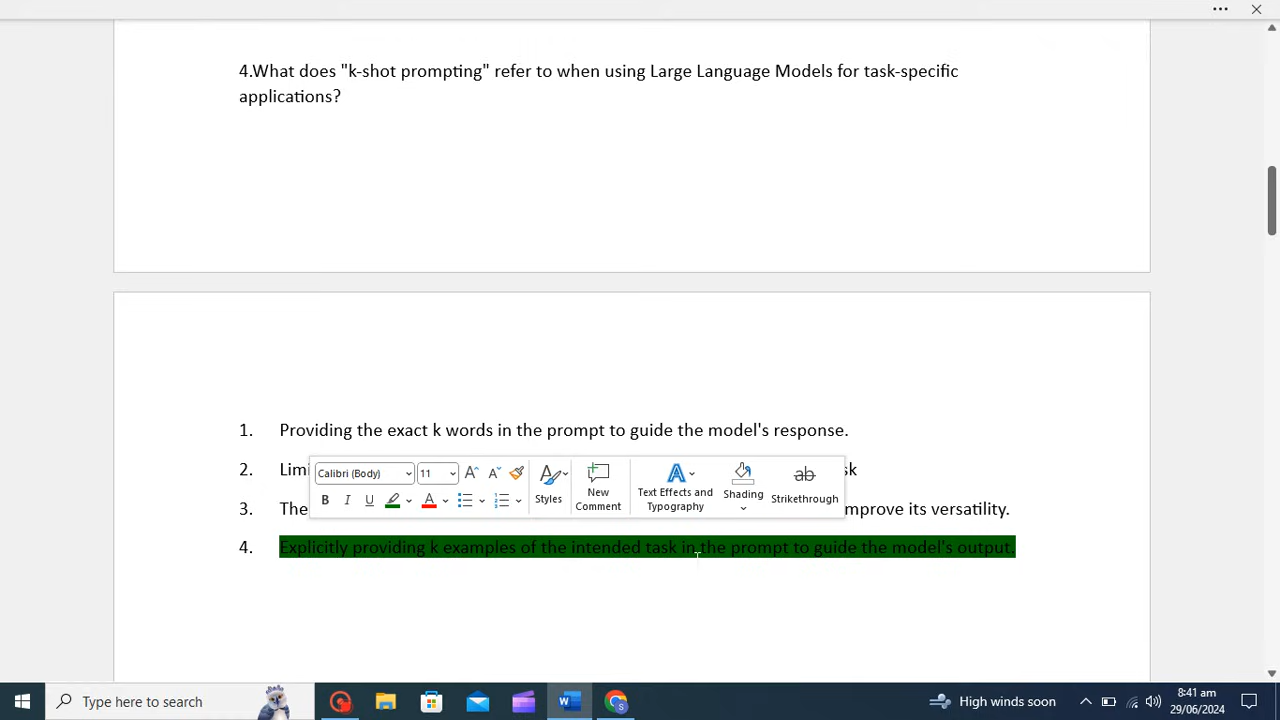 4.What does "k-shot prompting" refer to when using Large Language Models for task-specific
applications?
1. Providing the exact k words in the prompt to guide the model's response.
2. Limi sk
Calibri (Body) 11
Styles
New
Comment
Text Effects and
Typography
Shading
ab
Strikethrough
B I U A
3. The improve its versatility.
4. Explicitly providing k examples of the intended task in the prompt to guide the model's output.
Type here to search
High winds soon
8:41 am
29/06/2024